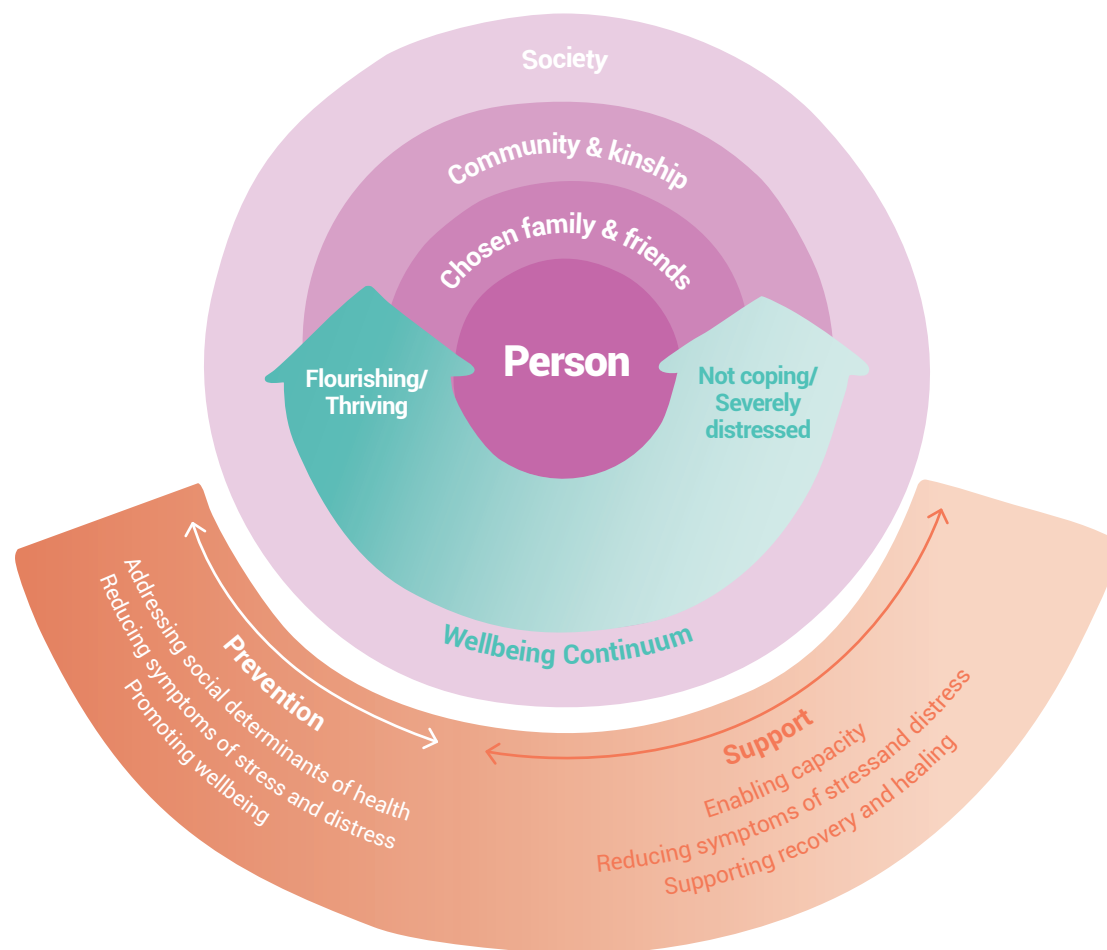 Society
Community & kinship
Chosen family & friends
Person
Flourishing/
Thriving
Not coping/
Severely
distressed
Wellbeing Continuum
Prevention
Addressing social determinants of health
Reducing symptoms of stress and distress
Promoting wellbeing
Support
Enabling capacity
Reducing symptoms of stressand distress
Supporting recovery and healing